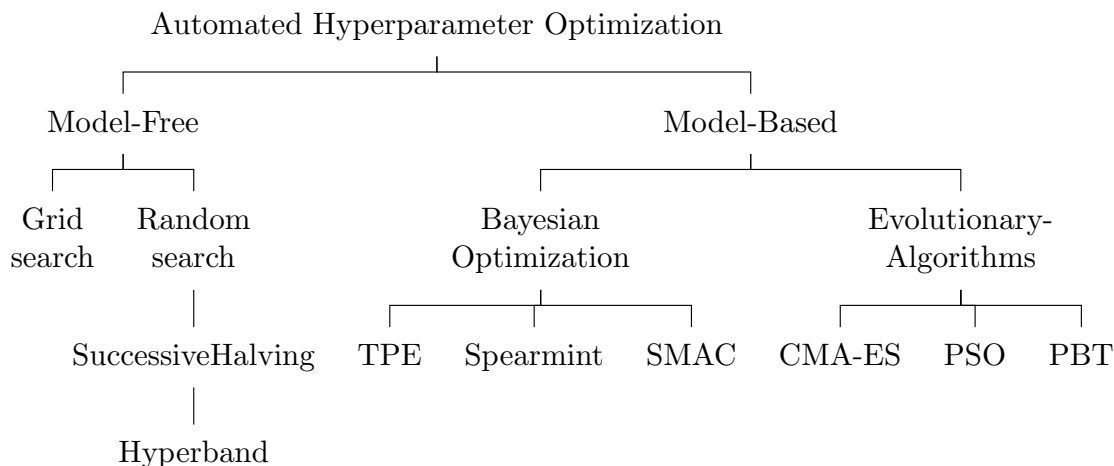 Automated Hyperparameter Optimization
Model-Free
Model-Based
Grid
search
Random
search
Bayesian
Optimization
Evolutionary-
Algorithms
SuccessiveHalving
TPE
Spearmint
SMAC
CMA-ES
PSO
PBT
Hyperband